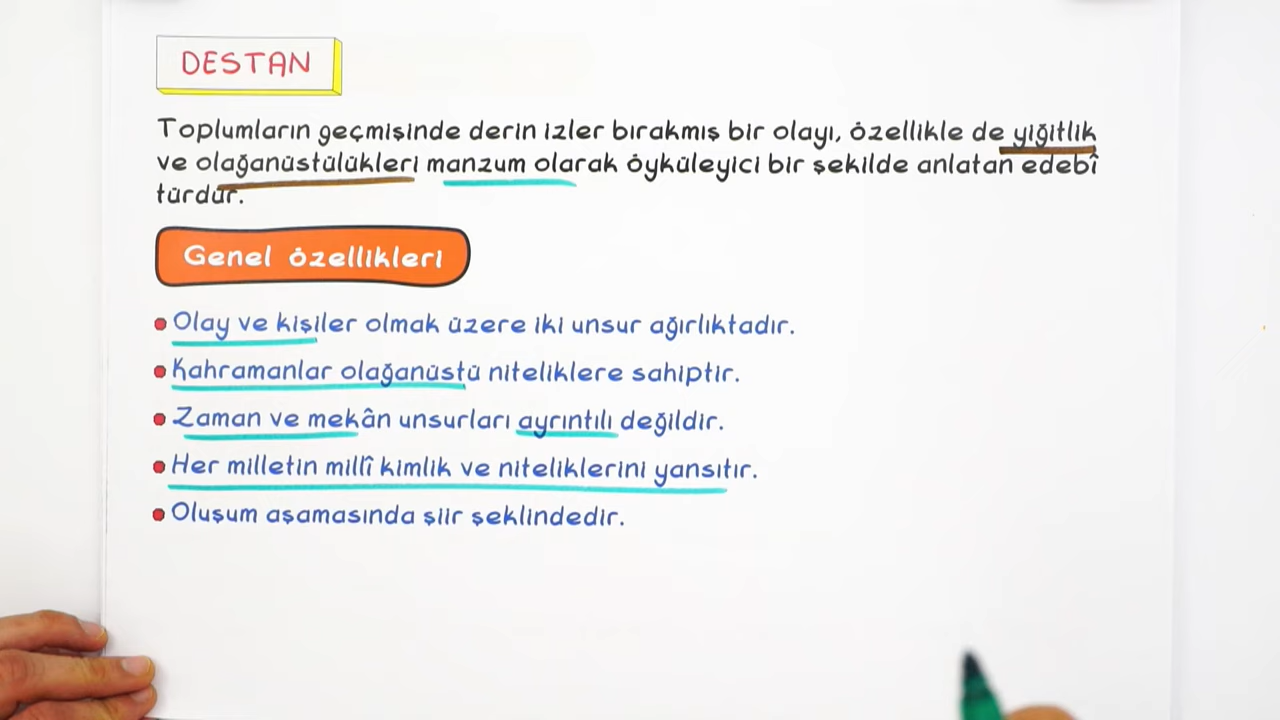 DESTAN
Toplumların geçmişinde derin izler bırakmış bir olayı, özellikle de yiğitlik
ve olağanüstülükleri manzum olarak öyküleyici bir şekilde anlatan edebî
türdür.
Genel özellikleri
Olay ve kişiler olmak üzere iki unsur ağırlıktadır.
Kahramanlar olağanüstü niteliklere sahiptir.
Zaman ve mekân unsurları ayrıntılı değildir.
Her milletin millî kimlik ve niteliklerini yansıtır.
Oluşum aşamasında şiir şeklindedir.